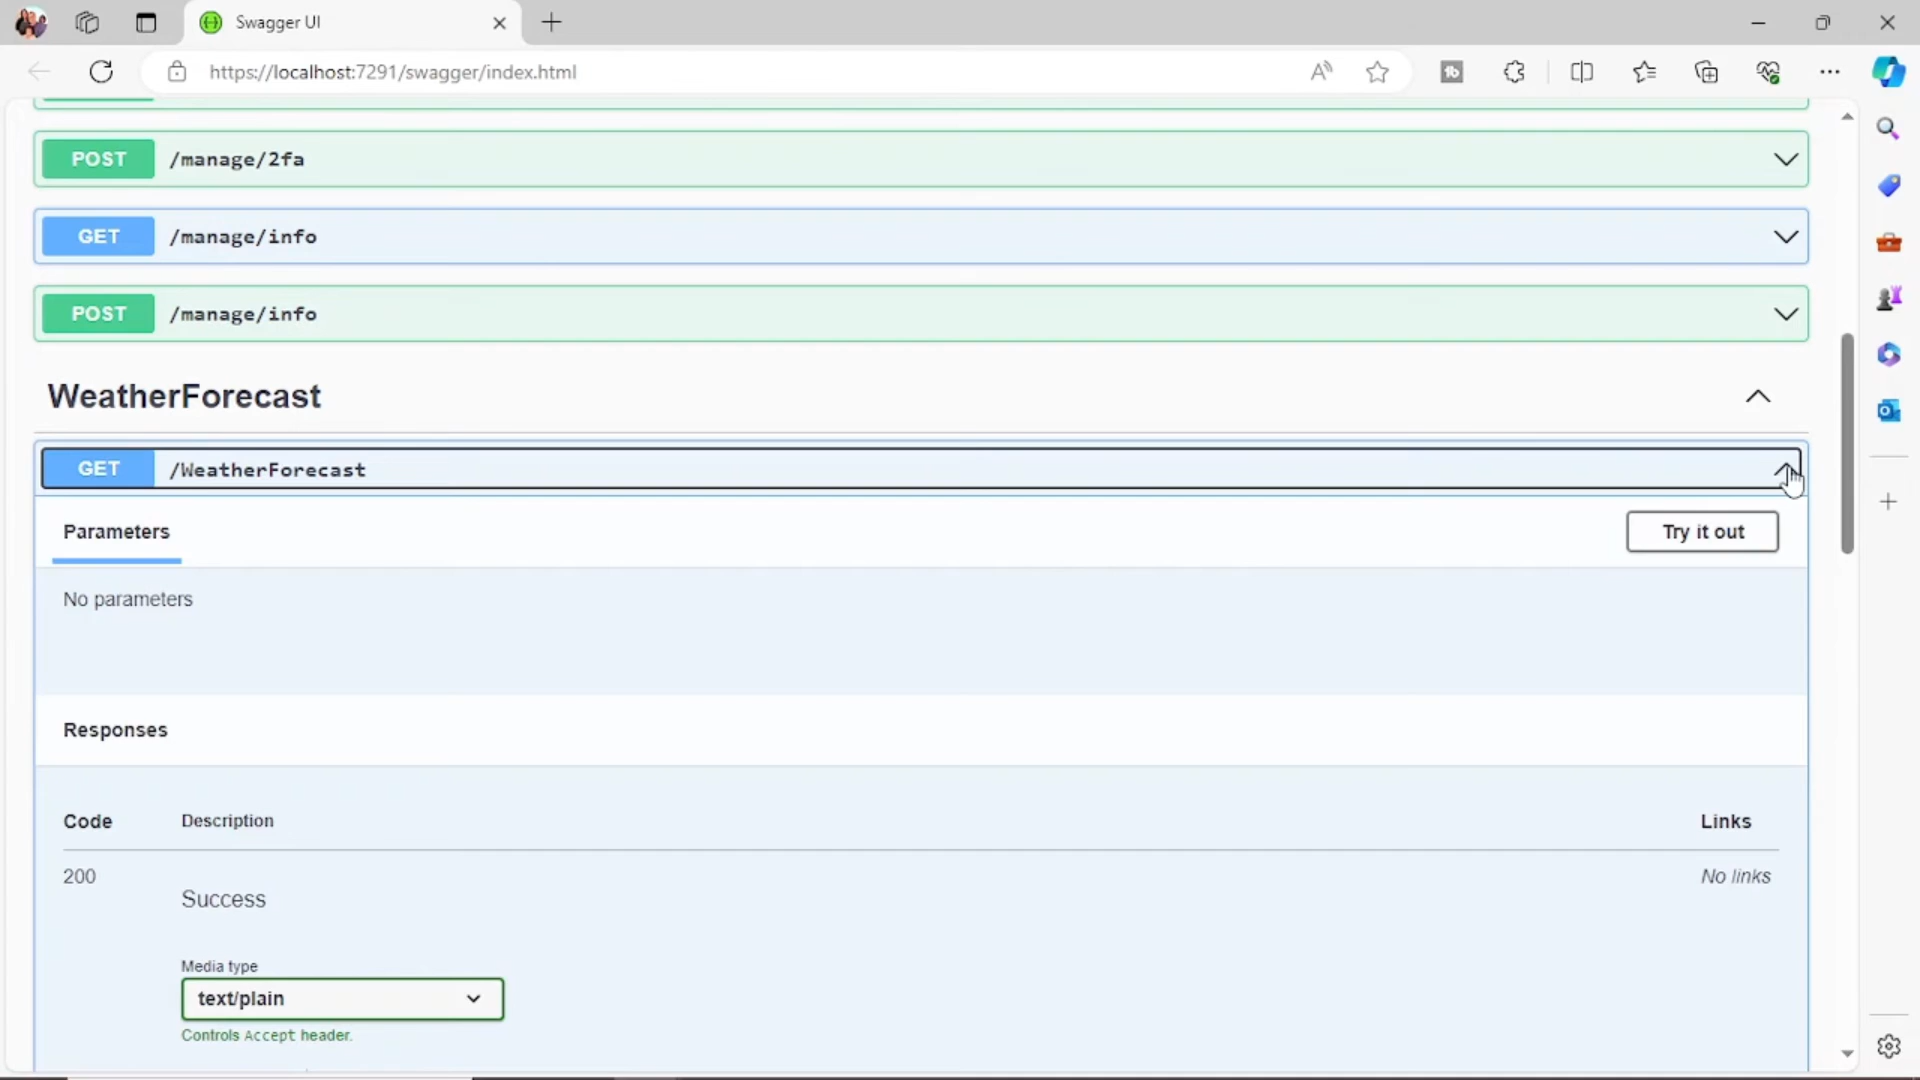 Swagger UI
https://localhost:7291/swagger/index.html
POST /manage/2fa
GET /manage/info
POST /manage/info
WeatherForecast
GET /WeatherForecast
Parameters
Try it out
No parameters
Responses
Code Description Links
200 Success No links
Media type
text/plain
Controls Accept header.